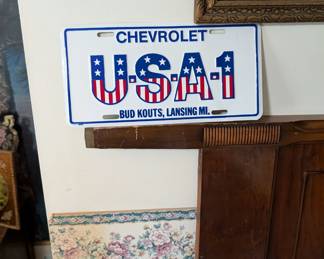 CHEVROLET
U·S·A·1
BUD KOUTS, LANSING MI.